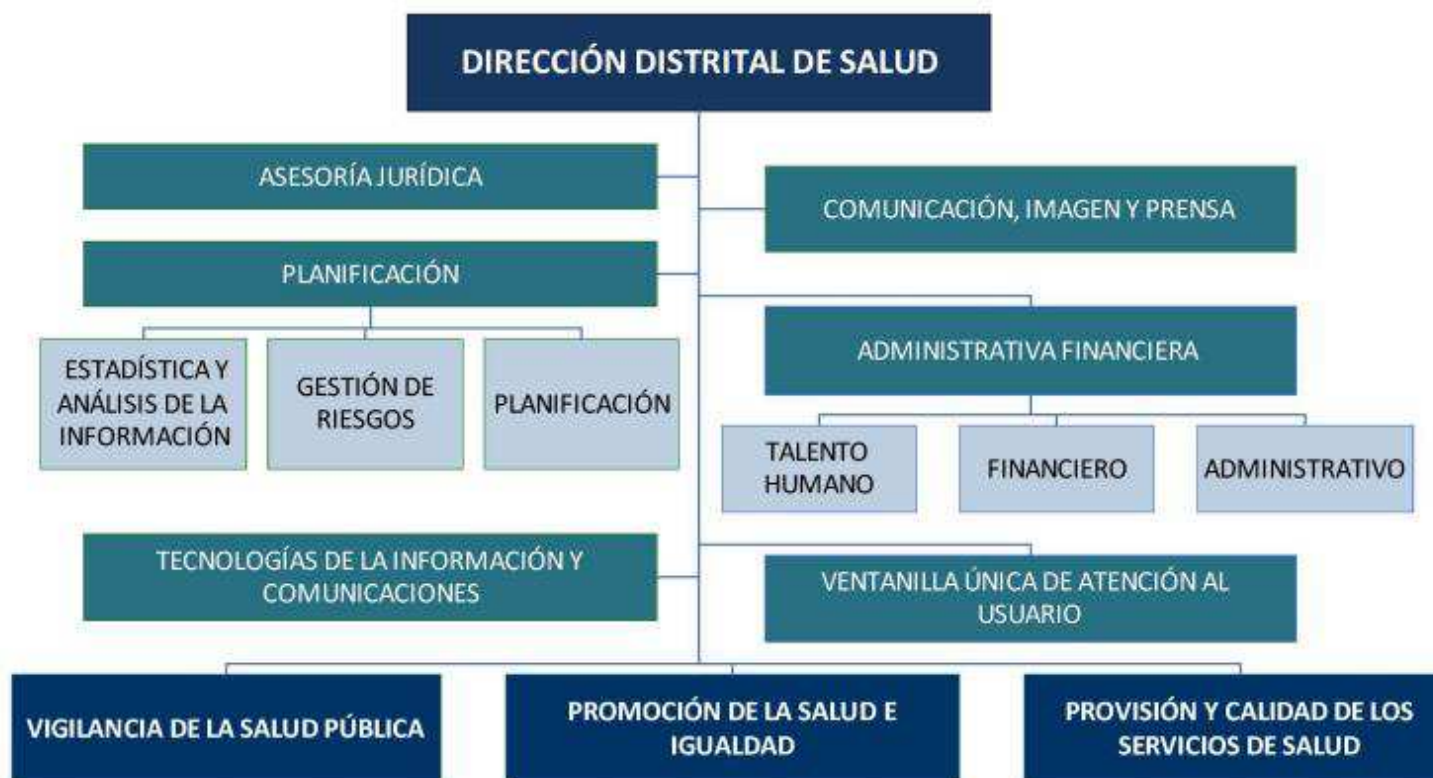 DIRECCIÓN DISTRITAL DE SALUD
ASESORÍA JURÍDICA
COMUNICACIÓN, IMAGEN Y PRENSA
PLANIFICACIÓN
ESTADÍSTICA Y
ANÁLISIS DE LA
INFORMACIÓN
GESTIÓN DE
RIESGOS
PLANIFICACIÓN
ADMINISTRATIVA FINANCIERA
TALENTO
HUMANO
FINANCIERO
ADMINISTRATIVO
TECNOLOGÍAS DE LA INFORMACIÓN Y
COMUNICACIONES
VENTANILLA ÚNICA DE ATENCIÓN AL
USUARIO
VIGILANCIA DE LA SALUD PÚBLICA
PROMOCIÓN DE LA SALUD E
IGUALDAD
PROVISIÓN Y CALIDAD DE LOS
SERVICIOS DE SALUD